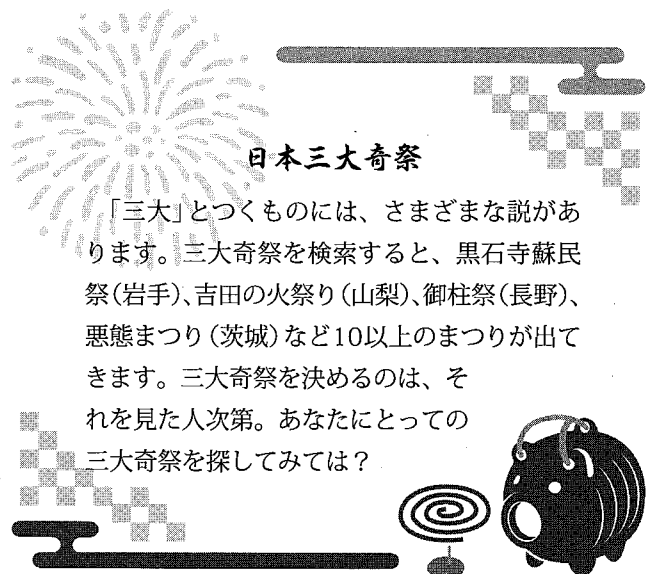 日本三大奇祭
「三大」とつくものには、さまざまな説があ
ります。三大奇祭を検索すると、黒石寺蘇民
祭（岩手）、吉田の火祭り（山梨）、御柱祭（長野）、
悪態まつり（茨城）など10以上のまつりが出て
きます。三大奇祭を決めるのは、そ
れを見た人次第。あなたにとっての
三大奇祭を探してみては？